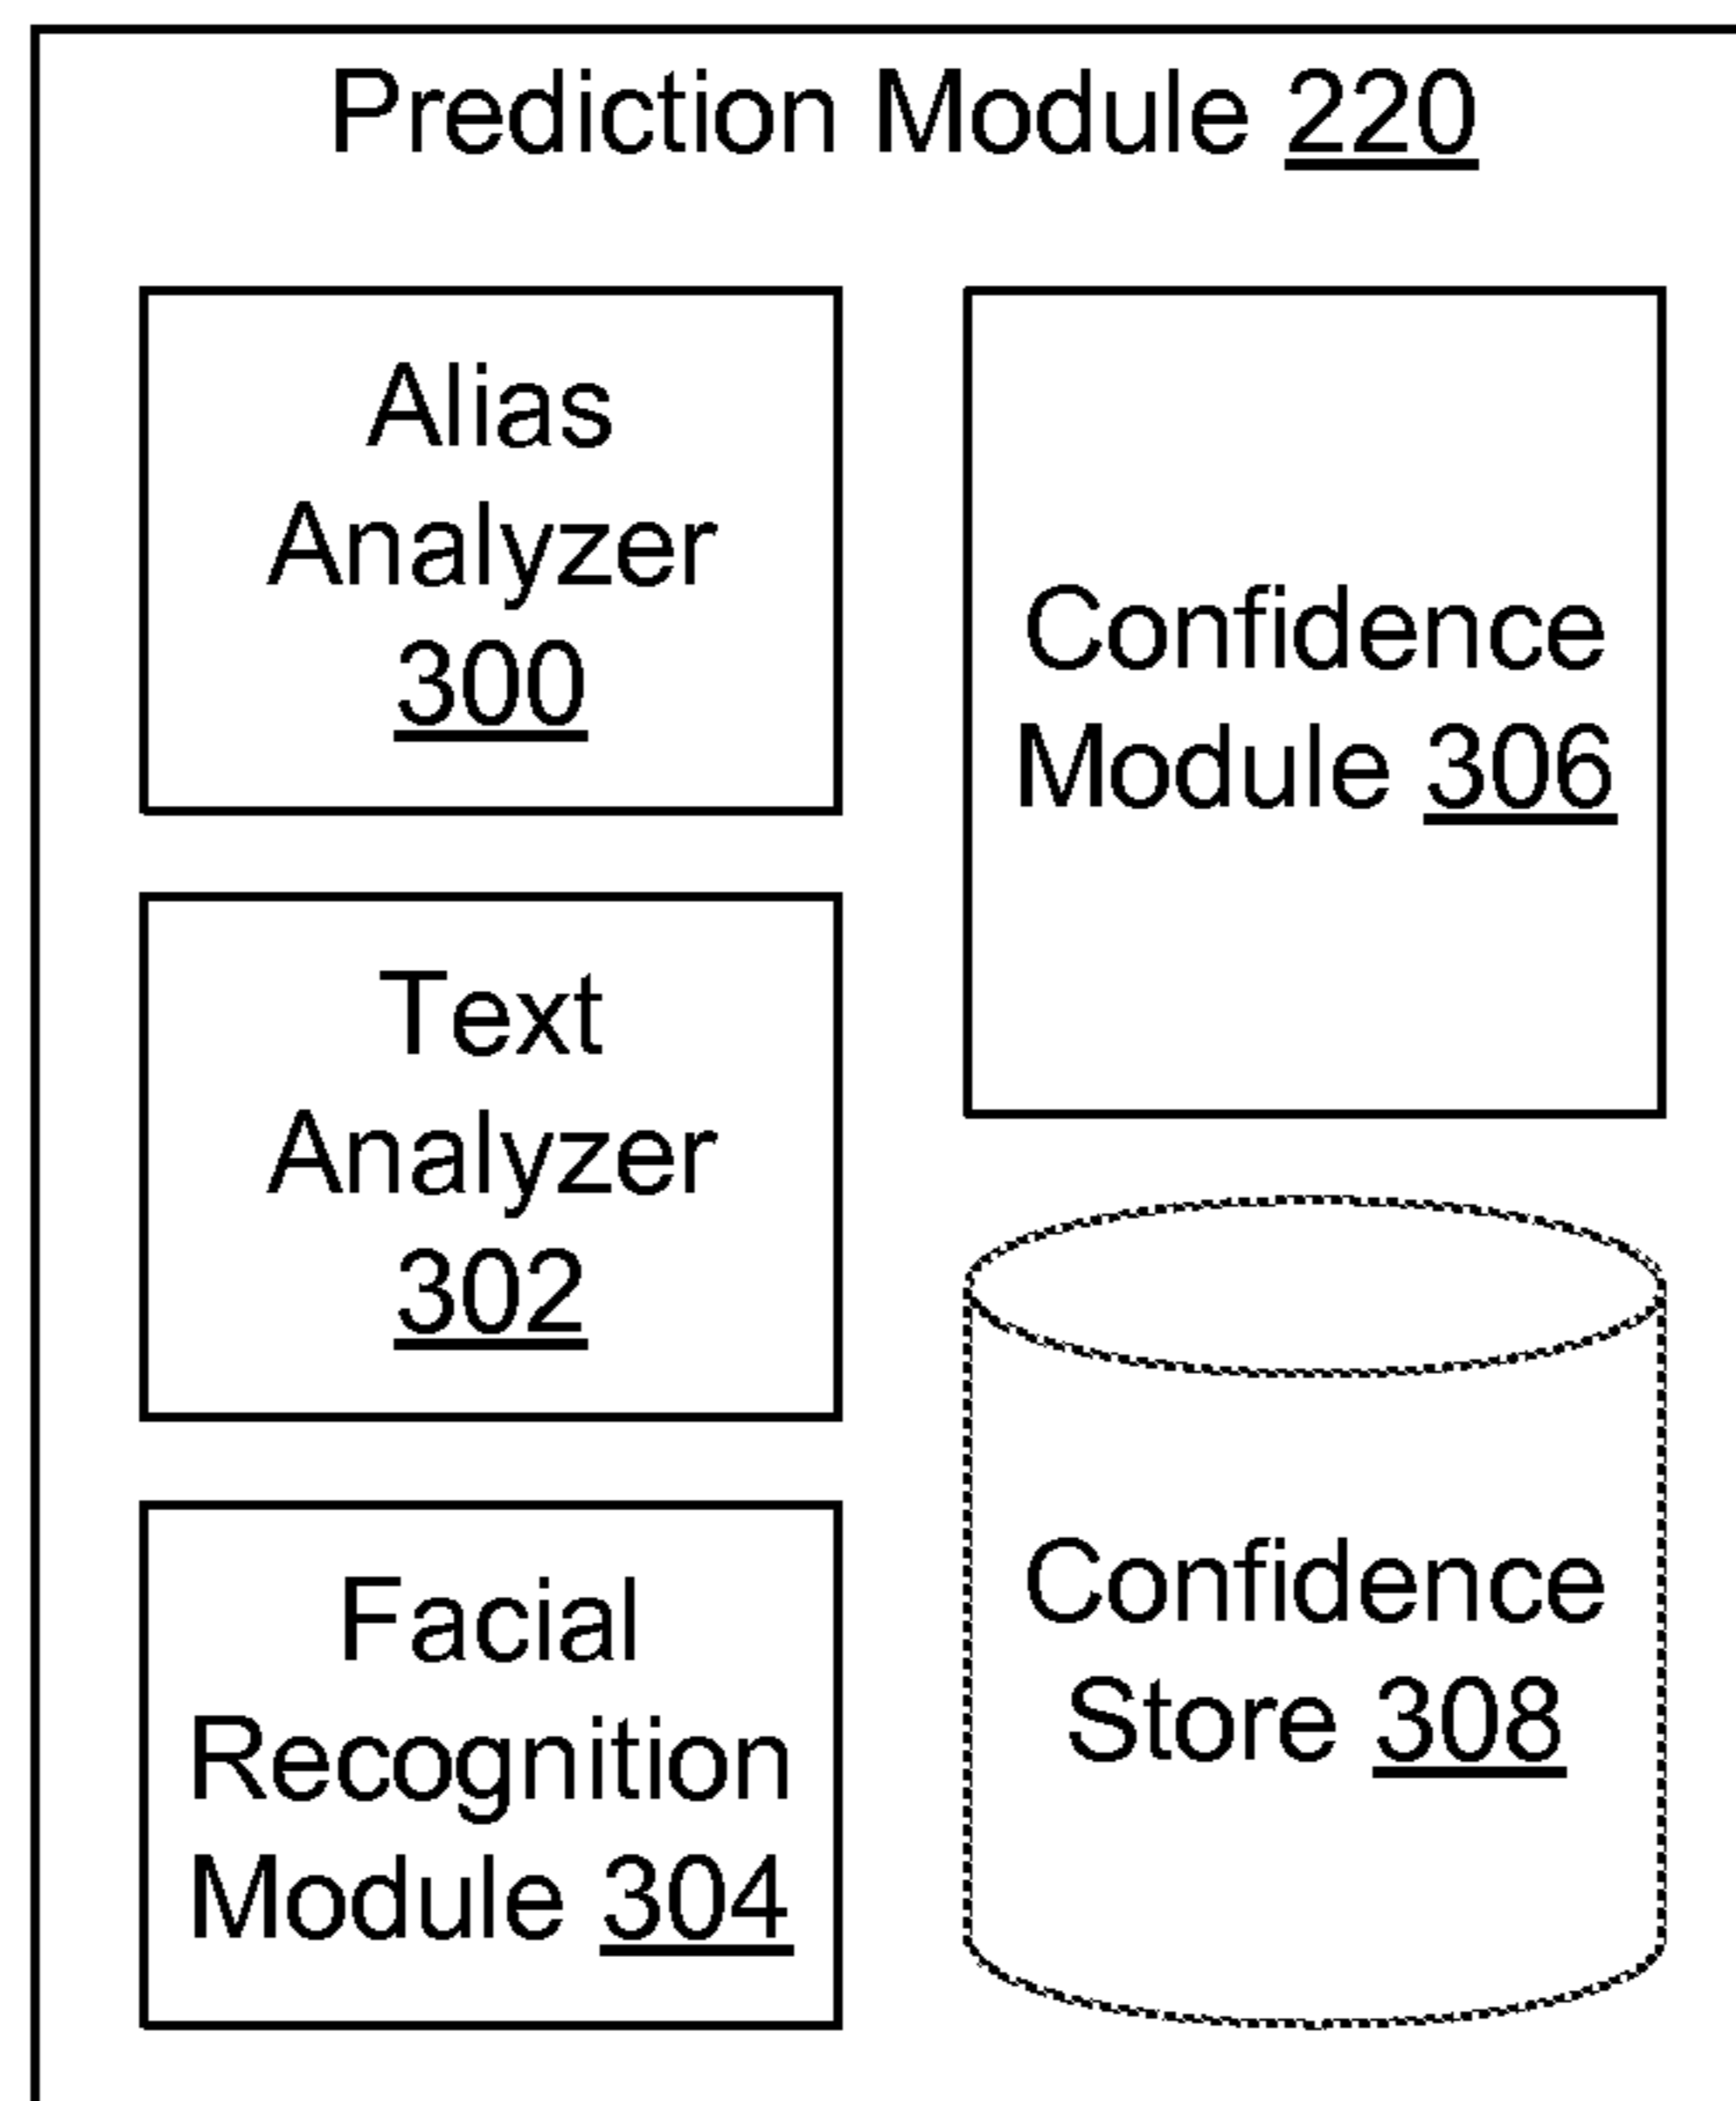 Prediction Module 220
Alias
Analyzer
300
Text
Analyzer
302
Facial
Recognition
Module 304
Confidence
Module 306
Confidence
Store 308